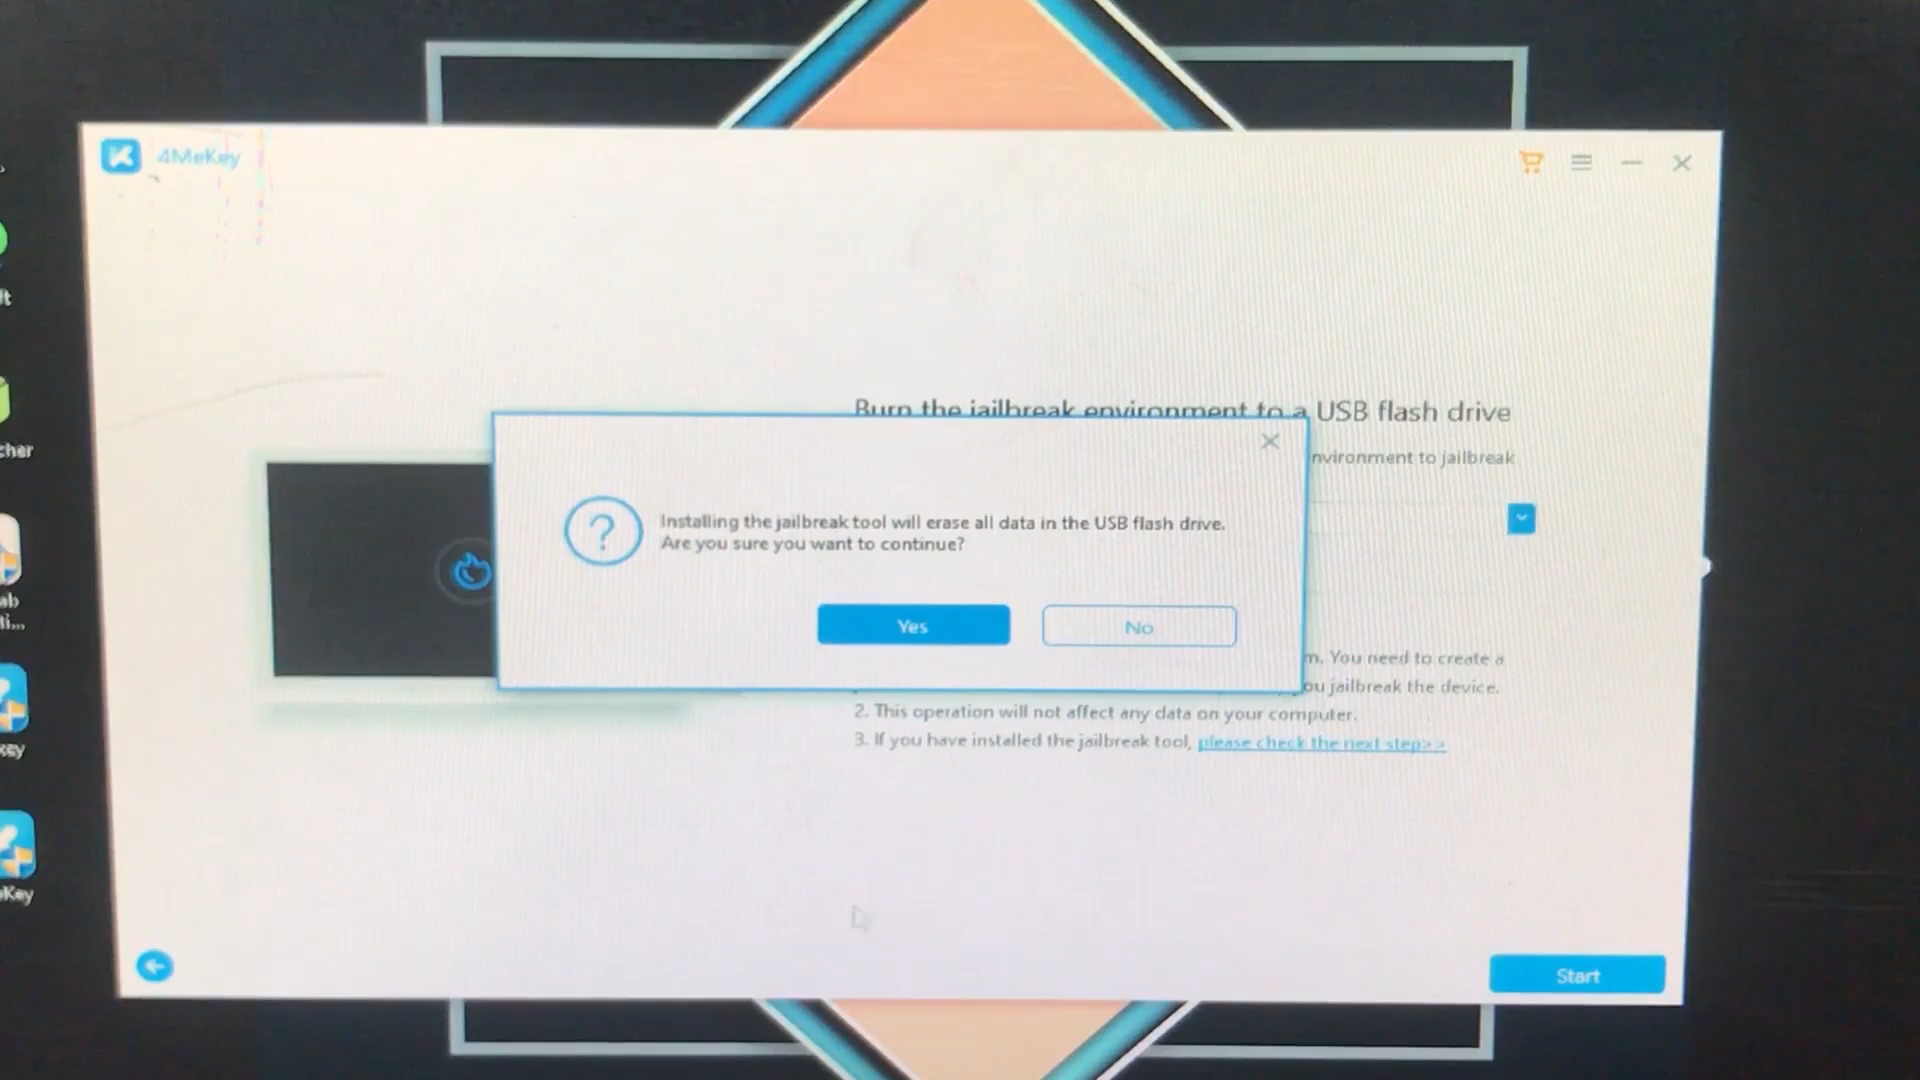 4MeKey
Burn the jailbreak environment to a USB flash drive
nvironment to jailbreak
Installing the jailbreak tool will erase all data in the USB flash drive.
Are you sure you want to continue?
Yes
No
m. You need to create a
ou jailbreak the device.
2. This operation will not affect any data on your computer.
3. If you have installed the jailbreak tool, please check the next step>>
Start
cher
ab
Key